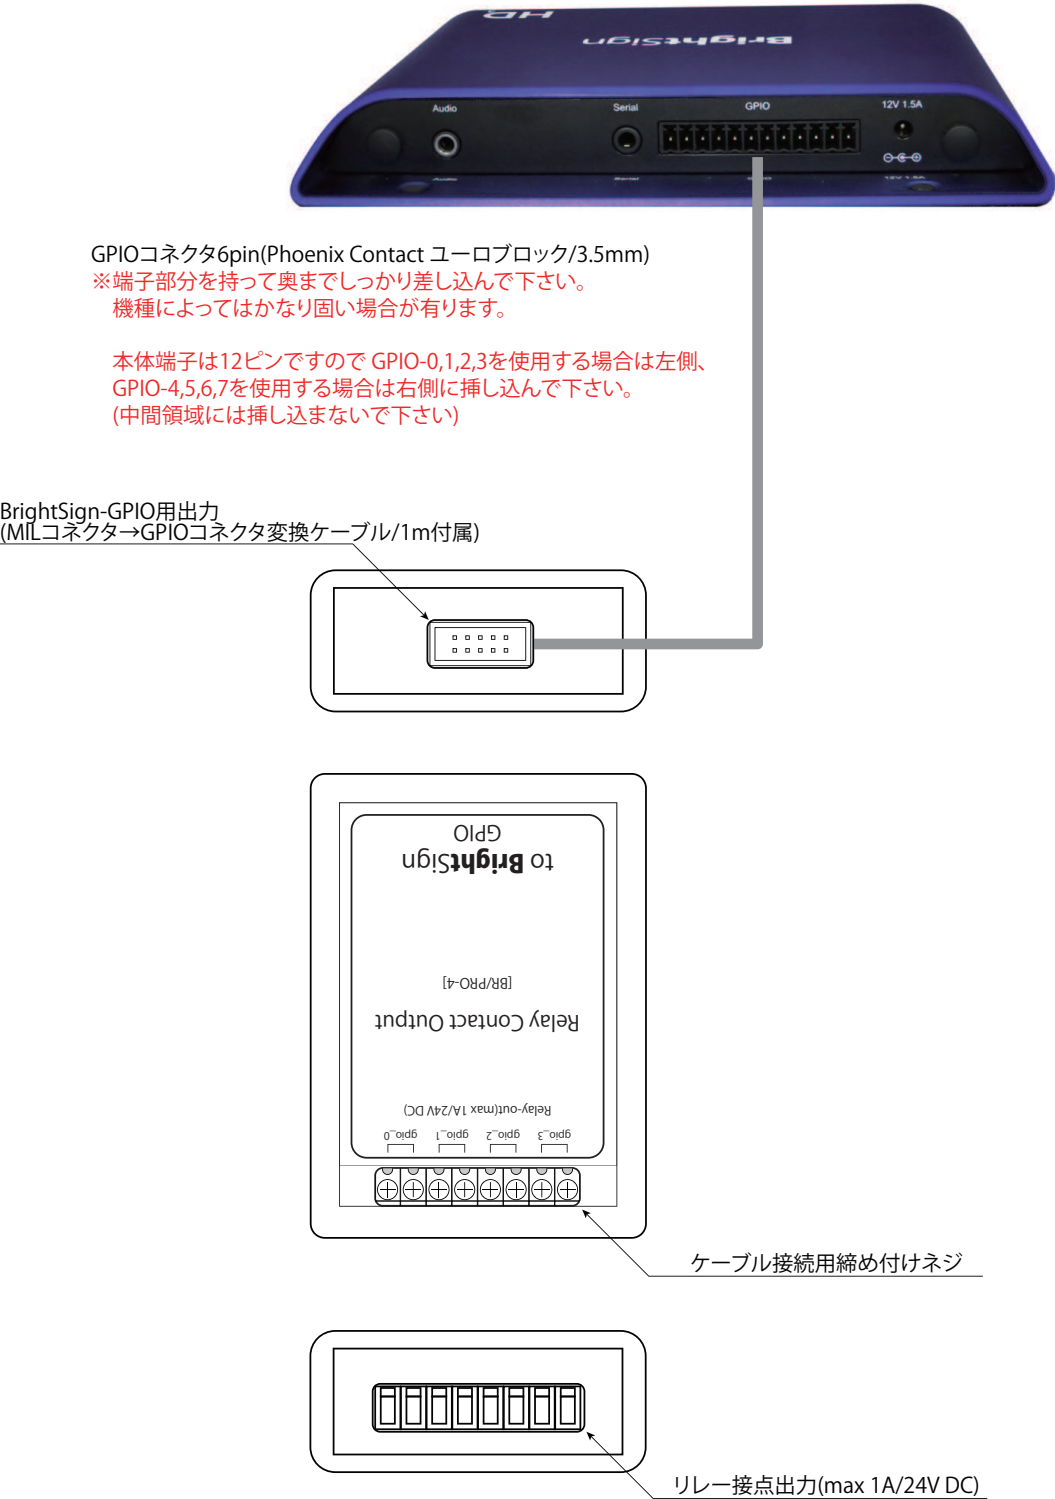 HD
BrightSign
Audio
Serial
GPIO
12V 1.5A
Audio
Serial
GPIO
12V 1.5A
GPIOコネクタ6pin(Phoenix Contact ユーロブロック/3.5mm)
※端子部分を持って奥までしっかり差し込んで下さい。
機種によってはかなり固い場合が有ります。
本体端子は12ピンですので GPIO-0,1,2,3を使用する場合は左側、
GPIO-4,5,6,7を使用する場合は右側に挿し込んで下さい。
(中間領域には挿し込まないで下さい)
BrightSign-GPIO用出力
(MILコネクタ→GPIOコネクタ変換ケーブル/1m付属)
to BrightSign
GPIO
[BR/PRO-4]
Relay Contact Output
Relay-out(max 1A/24V DC)
gpio_0 gpio_1 gpio_2 gpio_3
ケーブル接続用締め付けネジ
リレー接点出力(max 1A/24V DC)